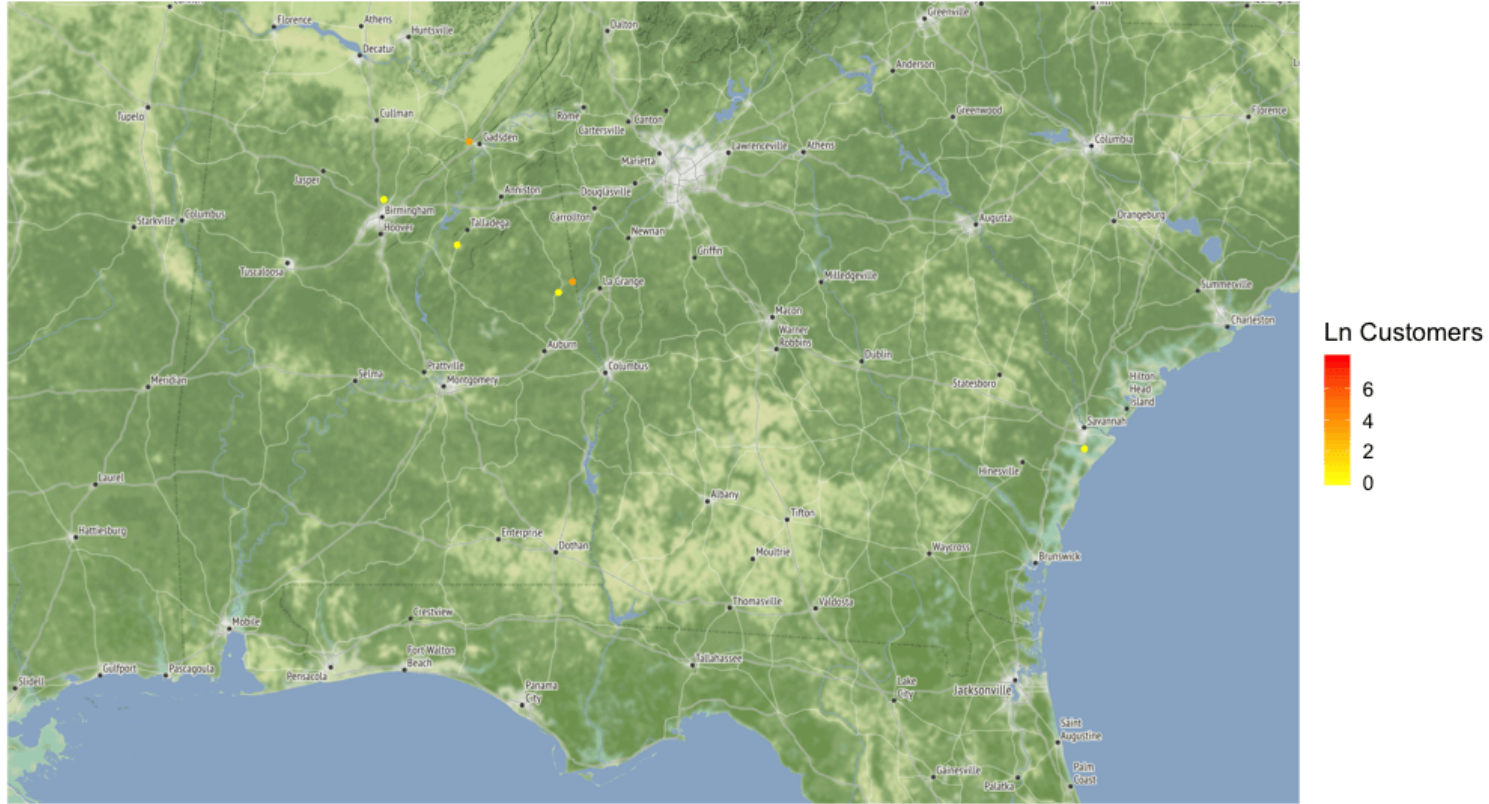 Florence
Athens
Huntsville
Decatur
Dalton
Greenville
Anderson
Tupelo
Cullman
Rome
Canton
Cartersville
Greenwood
Florence
Gadsden
Marietta
Lawrenceville
Athens
Columbia
Jasper
Anniston
Douglasville
Starkville
Columbus
Birmingham
Hoover
Talladega
Carrollton
Newnan
Augusta
Orangeburg
Tuscaloosa
Griffin
La Grange
Milledgeville
Summerville
Macon
Warner
Robbins
Charleston
Auburn
Dublin
Meridian
Selma
Prattville
Montgomery
Columbus
Statesboro
Hilton
Head
Island
Savannah
Laurel
Hinesville
Albany
Hattiesburg
Tifton
Enterprise
Dothan
Moultrie
Waycross
Brunswick
Crestview
Thomasville
Valdosta
Mobile
Fort Walton
Beach
Slidell
Gulfport
Pascagoula
Pensacola
Tallahassee
Panama
City
Lake
City
Jacksonville
Saint
Augustine
Gainesville
Palatka
Palm
Coast
Ln Customers
6
4
2
0